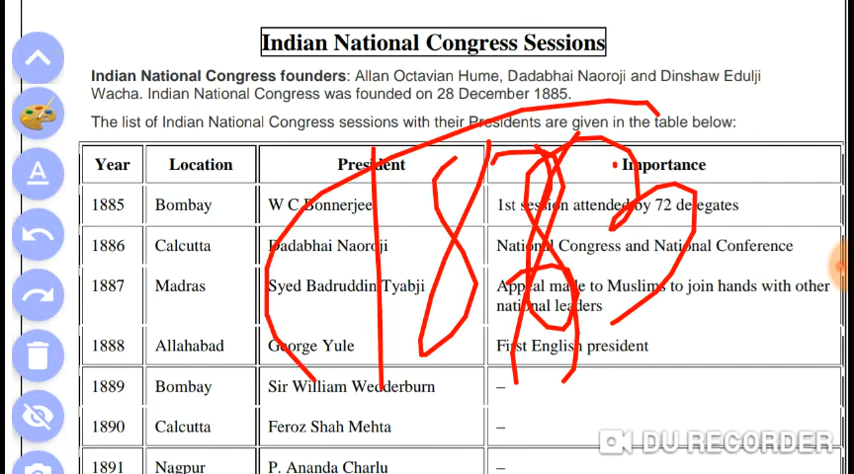 Indian National Congress Sessions
Indian National Congress founders: Allan Octavian Hume, Dadabhai Naoroji and Dinshaw Edulji
Wacha. Indian National Congress was founded on 28 December 1885.
The list of Indian National Congress sessions with their Presidents are given in the table below:
Year Location President Importance
1885 Bombay W C Bonnerjee 1st session attended by 72 delegates
1886 Calcutta Dadabhai Naoroji National Congress and National Conference
1887 Madras Syed Badruddin Tyabji Appeal made to Muslims to join hands with other
national leaders
1888 Allahabad George Yule First English president
1889 Bombay Sir William Wedderburn –
1890 Calcutta Feroz Shah Mehta –
1891 Nagpur P. Ananda Charlu
A
DU RECORDER